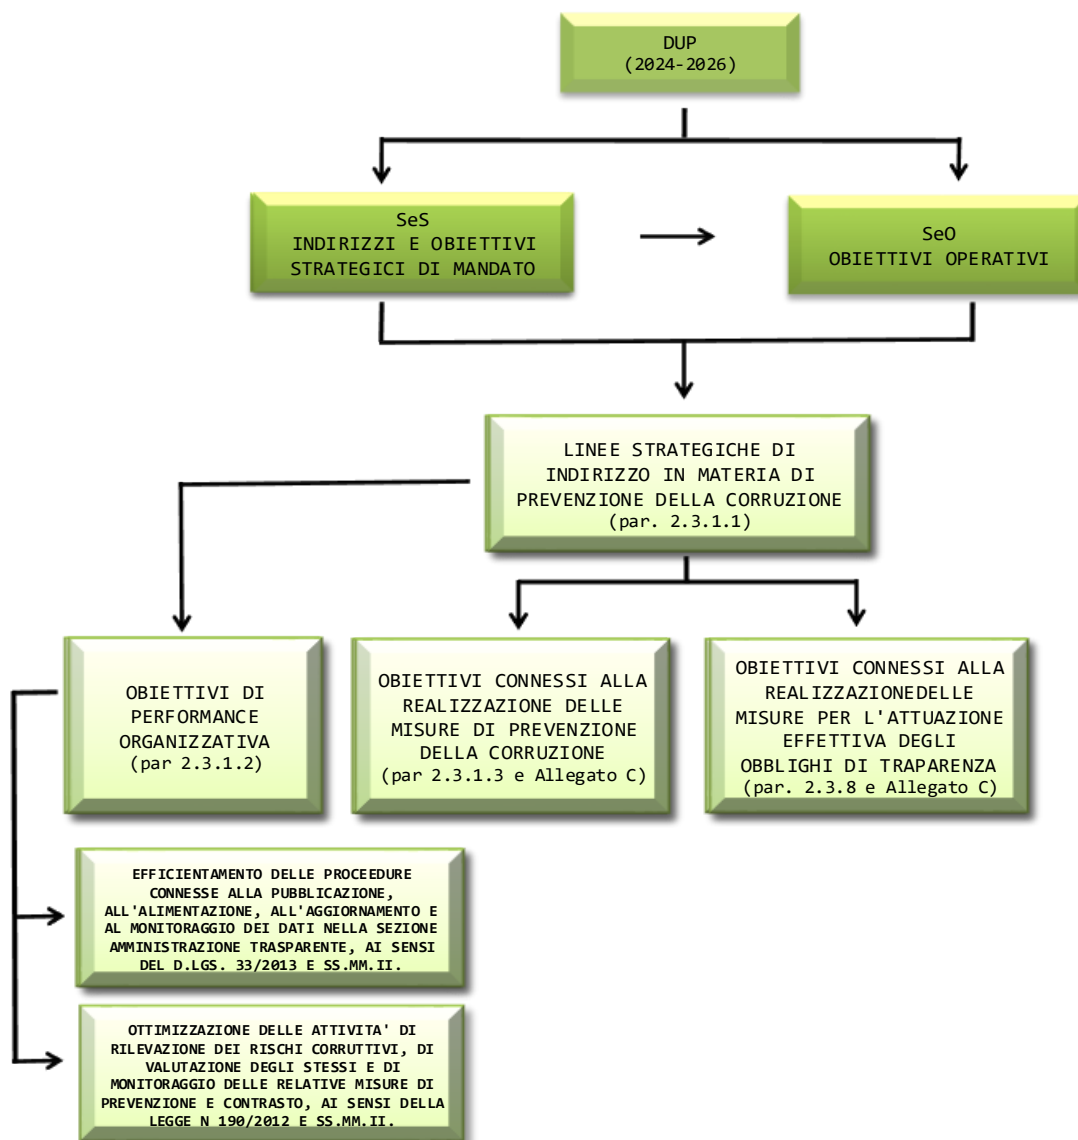 DUP
(2024-2026)
SeS
INDIRIZZI E OBIETTIVI
STRATEGICI DI MANDATO
SeO
OBIETTIVI OPERATIVI
LINEE STRATEGICHE DI
INDIRIZZO IN MATERIA DI
PREVENZIONE DELLA CORRUZIONE
(par. 2.3.1.1)
OBIETTIVI DI
PERFORMANCE
ORGANIZZATIVA
(par 2.3.1.2)
OBIETTIVI CONNESSI ALLA
REALIZZAZIONE DELLE
MISURE DI PREVENZIONE
DELLA CORRUZIONE
(par 2.3.1.3 e Allegato C)
OBIETTIVI CONNESSI ALLA
REALIZZAZIONEDELLE
MISURE PER L'ATTUAZIONE
EFFETTIVA DEGLI
OBBLIGHI DI TRAPARENZA
(par. 2.3.8 e Allegato C)
EFFICIENTAMENTO DELLE PROCEEDURE
CONNESSE ALLA PUBBLICAZIONE,
ALL'ALIMENTAZIONE, ALL'AGGIORNAMENTO E
AL MONITORAGGIO DEI DATI NELLA SEZIONE
AMMINISTRAZIONE TRASPARENTE, AI SENSI
DEL D.LGS. 33/2013 E SS.MM.II.
OTTIMIZZAZIONE DELLE ATTIVITA' DI
RILEVAZIONE DEI RISCHI CORRUTTIVI, DI
VALUTAZIONE DEGLI STESSI E DI
MONITORAGGIO DELLE RELATIVE MISURE DI
PREVENZIONE E CONTRASTO, AI SENSI DELLA
LEGGE N 190/2012 E SS.MM.II.